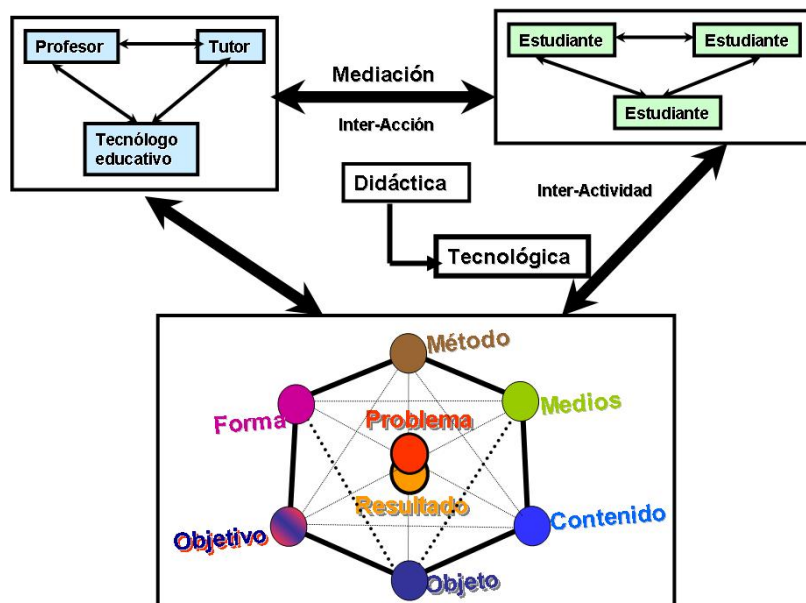 Profesor
Tutor
Tecnólogo
educativo
Mediación
Inter-Acción
Estudiante
Estudiante
Estudiante
Didáctica
Inter-Actividad
Tecnológica
Método
Forma
Problema
Medios
Resultado
Objetivo
Contenido
Objeto